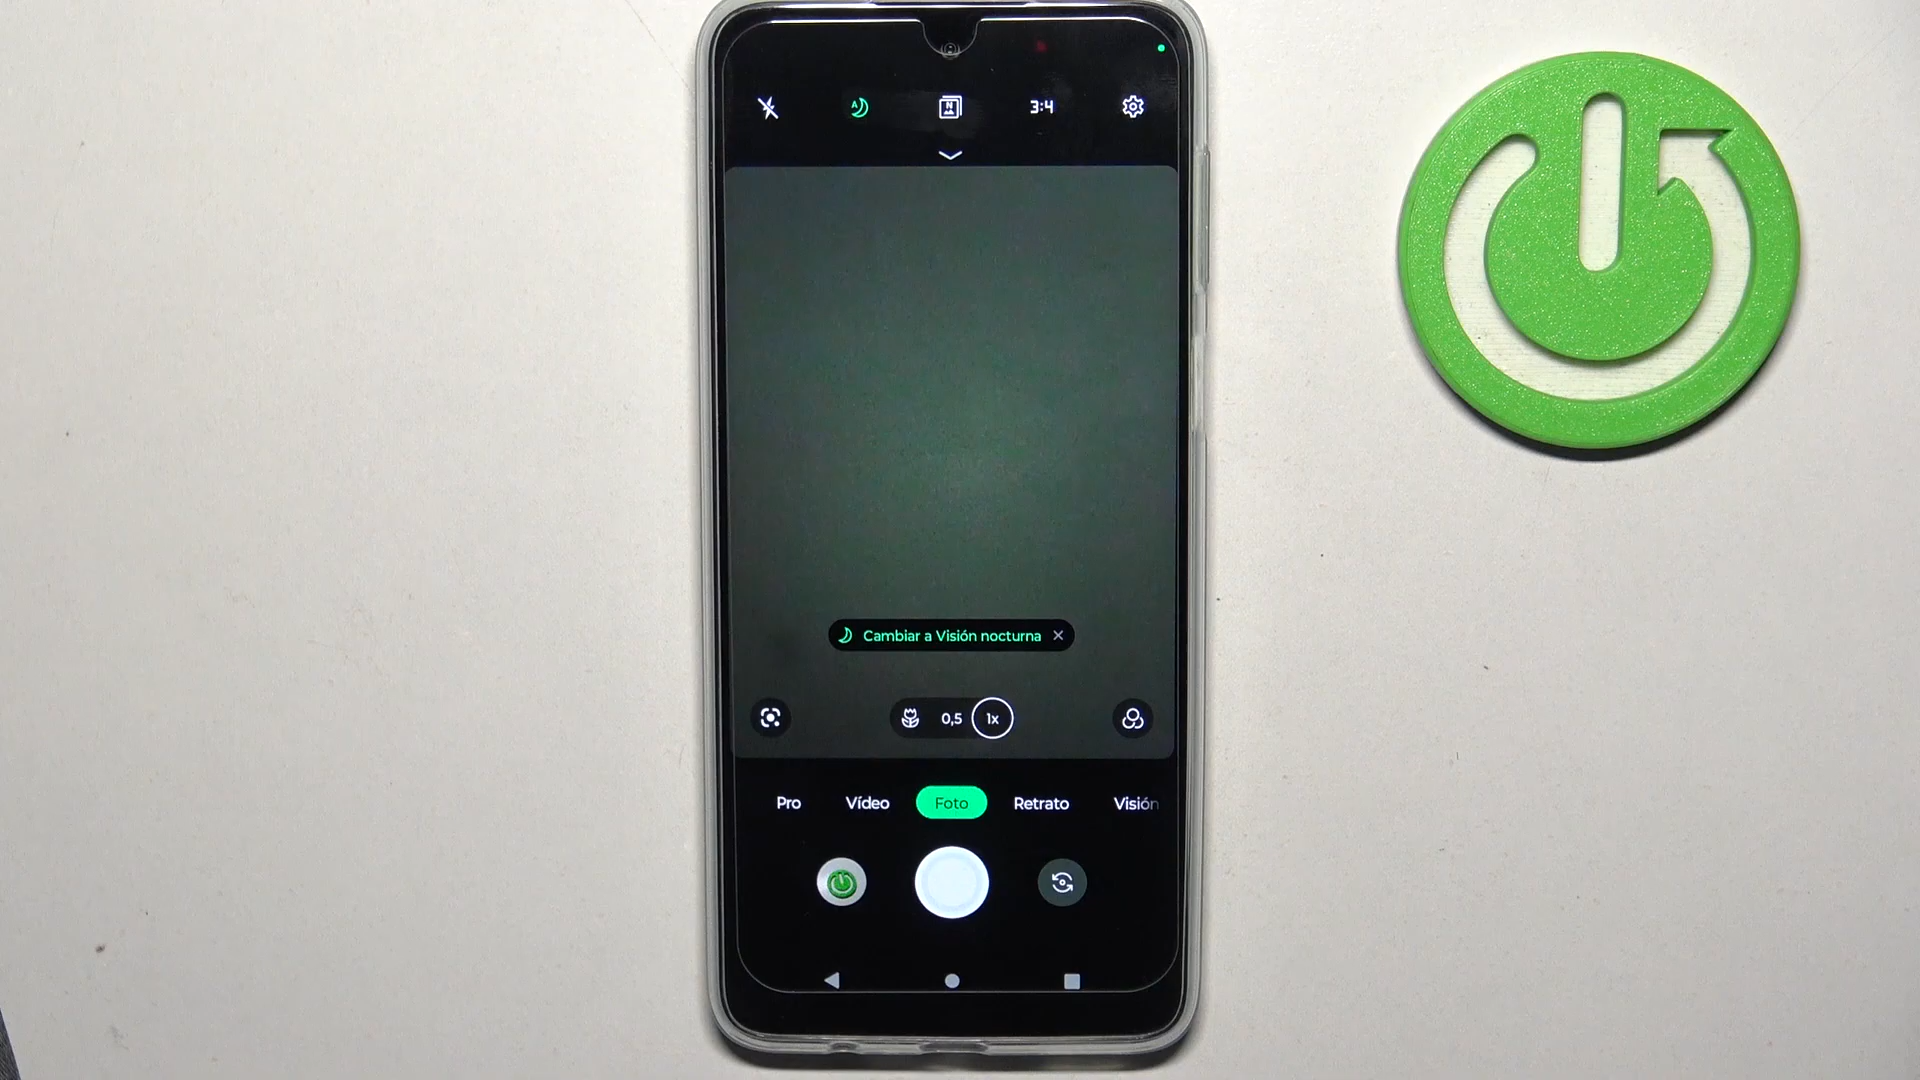 A
N
3:4
Cambiar a Visión nocturna
0,5 1x
Pro Vídeo Foto Retrato Visión